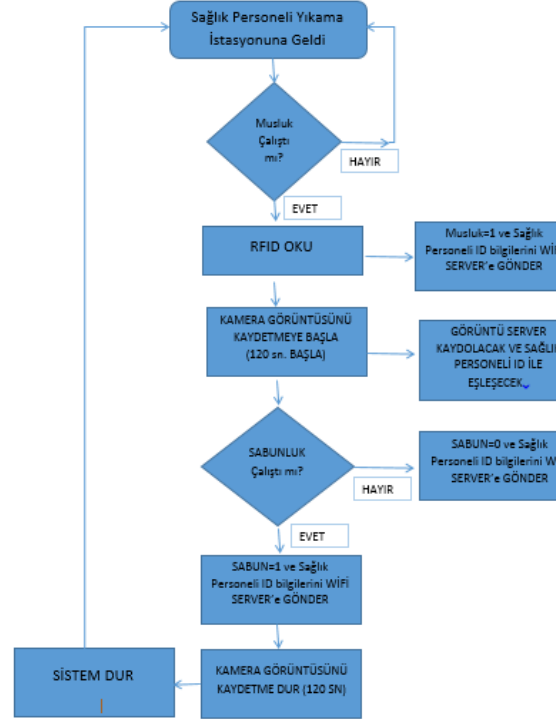 Sağlık Personeli Yıkama
İstasyonuna Geldi
Musluk
Çalıştı
mı?
HAYIR
EVET
RFID OKU
Musluk=1 ve Sağlık
Personeli ID bilgilerini
SERVER'e GÖNDER
KAMERA GÖRÜNTÜSÜNÜ
KAYDETMEYE BAŞLA
(120 sn. BAŞLA)
GÖRÜNTÜ SERVER
KAYDOLACAK VE
PERSONELİ ID İLE
EŞLEŞECEK
SABUNLUK
Çalıştı mı?
HAYIR
SABUN=0 ve Sağlık
Personeli ID bilgilerini
SERVER'e GÖNDER
EVET
SABUN=1 ve Sağlık
Personeli ID bilgilerini WİFİ
SERVER'e GÖNDER
KAMERA GÖRÜNTÜSÜNÜ
KAYDETME DUR (120 SN)
SİSTEM DUR